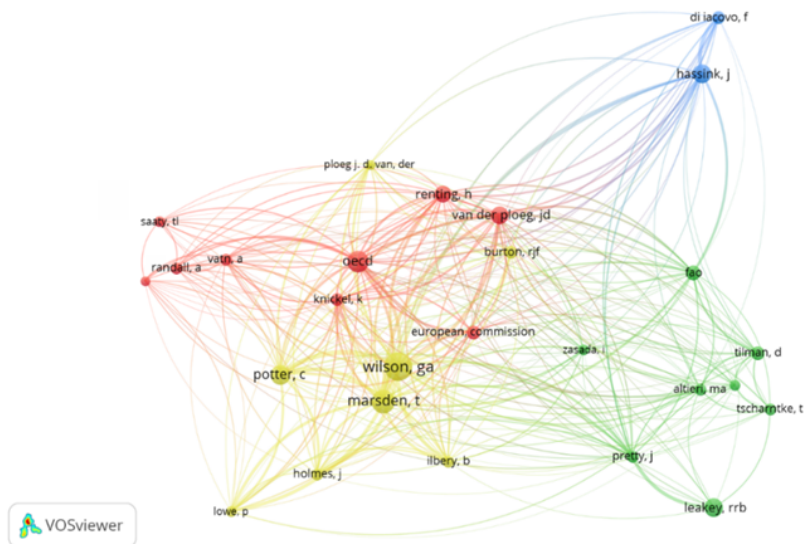 di iacovo, f
hassink, j
ploeg j. d. van, der
renting, h
van der ploeg, jd
saaty, tl
burton, rjf
vatn, a
oecd
randall, a
fao
knickel, k
european commission
zasada, i
tilman, d
wilson, ga
potter, c
altieri, ma
marsden, t
tscharntke, t
pretty, j
ilbery, b
holmes, j
leakey, rrb
lowe, p
VOSviewer